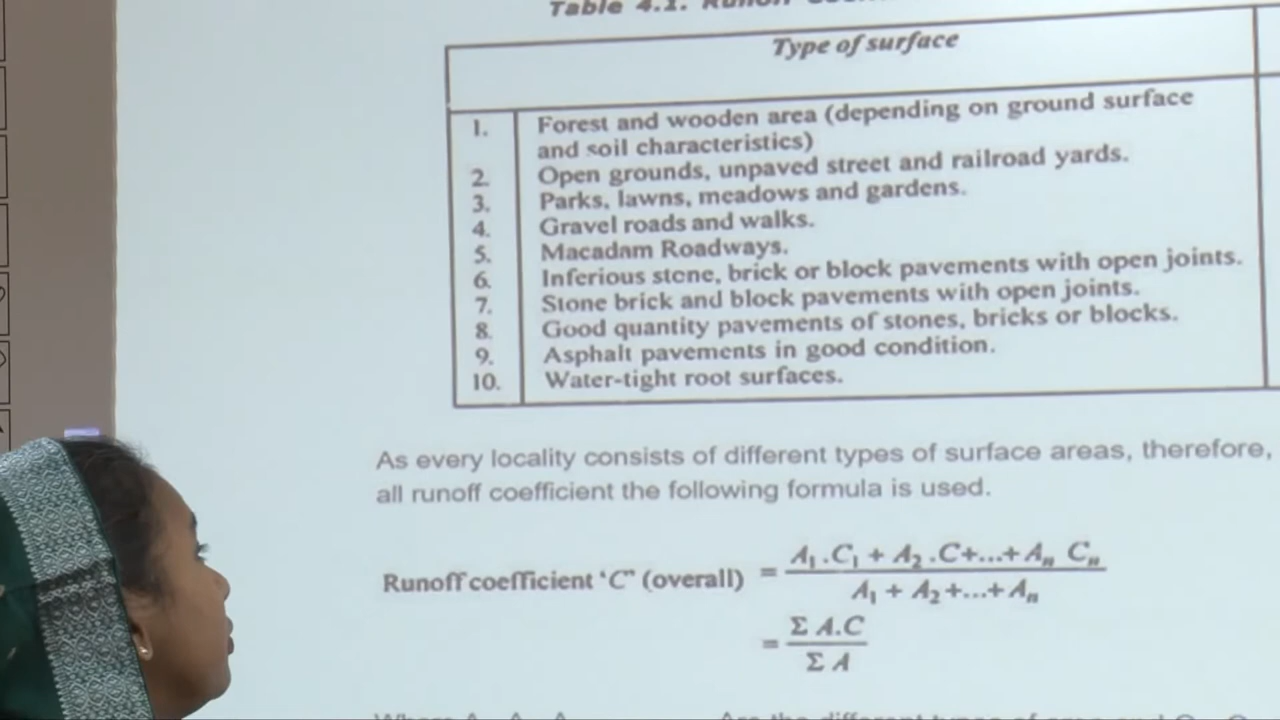 Table 4.1. Runoff
Type of surface
1. Forest and wooden area (depending on ground surface
and soil characteristics)
2. Open grounds, unpaved street and railroad yards.
3. Parks, lawns, meadows and gardens.
4. Gravel roads and walks.
5. Macadam Roadways.
6. Inferious stone, brick or block pavements with open joints.
7. Stone brick and block pavements with open joints.
8. Good quantity pavements of stones, bricks or blocks.
9. Asphalt pavements in good condition.
10. Water-tight root surfaces.
As every locality consists of different types of surface areas, therefore,
all runoff coefficient the following formula is used.
Runoff coefficient ‘C’ (overall) = A₁ .C₁ + A₂ .C+...+ Aₙ Cₙ
A₁ + A₂+...+ Aₙ
= Σ A.C
Σ A